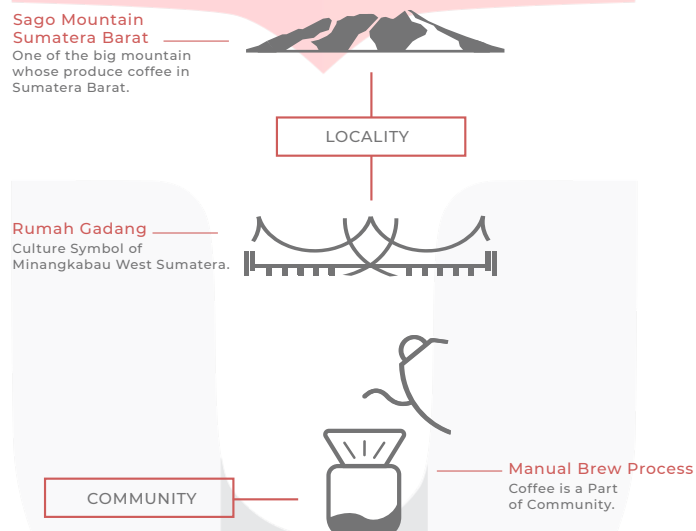 Sago Mountain
Sumatera Barat
One of the big mountain
whose produce coffee in
Sumatera Barat.
LOCALITY
Rumah Gadang
Culture Symbol of
Minangkabau West Sumatera.
Manual Brew Process
Coffee is a Part
of Community.
COMMUNITY